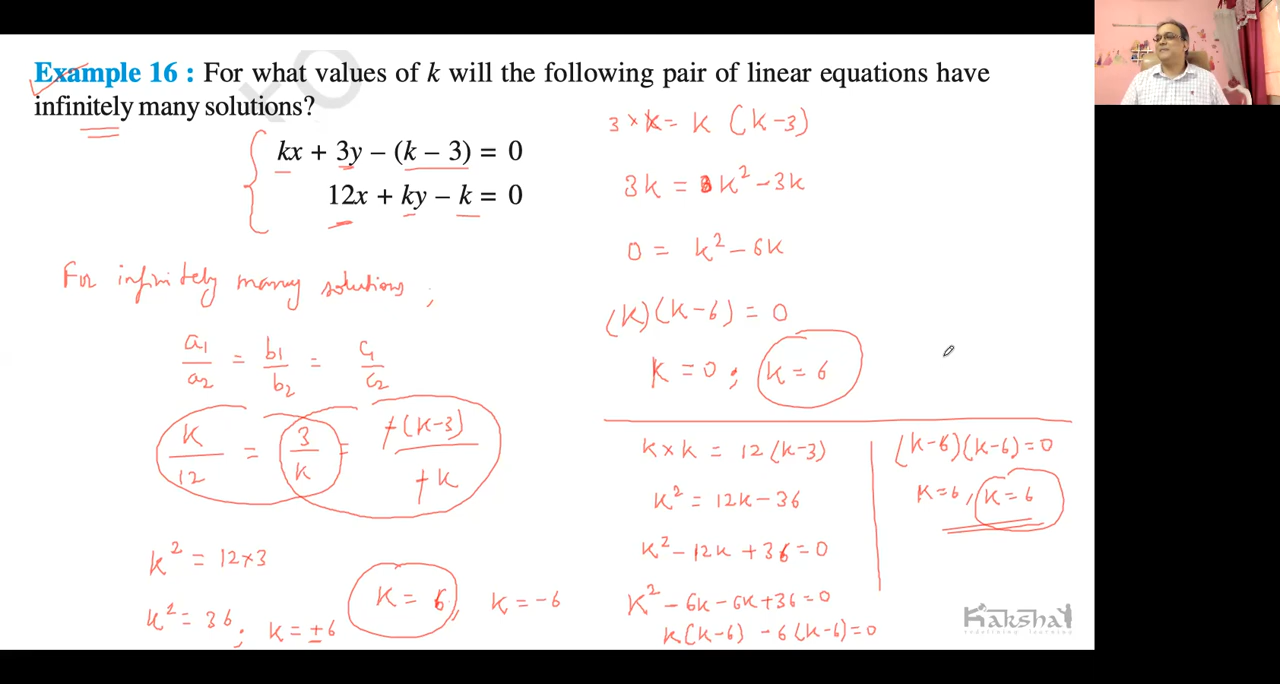 Example 16 : For what values of k will the following pair of linear equations have
infinitely many solutions?
kx + 3y – (k – 3) = 0
12x + ky – k = 0
For infinitely many solutions ;
a1/a2 = b1/b2 = c1/c2
k/12 = 3/k = +(k-3)/+k
k² = 12×3
k² = 36 ; k = ±6
k = 6, k = -6
3 × k = k (k-3)
3k = k² - 3k
0 = k² - 6k
(k)(k-6) = 0
k = 0 ; k = 6
k × k = 12 (k-3)
k² = 12k - 36
k² - 12k + 36 = 0
k² - 6k - 6k + 36 = 0
k(k-6) - 6(k-6) = 0
(k-6)(k-6) = 0
k = 6, k = 6
Kaksha
redefining learning